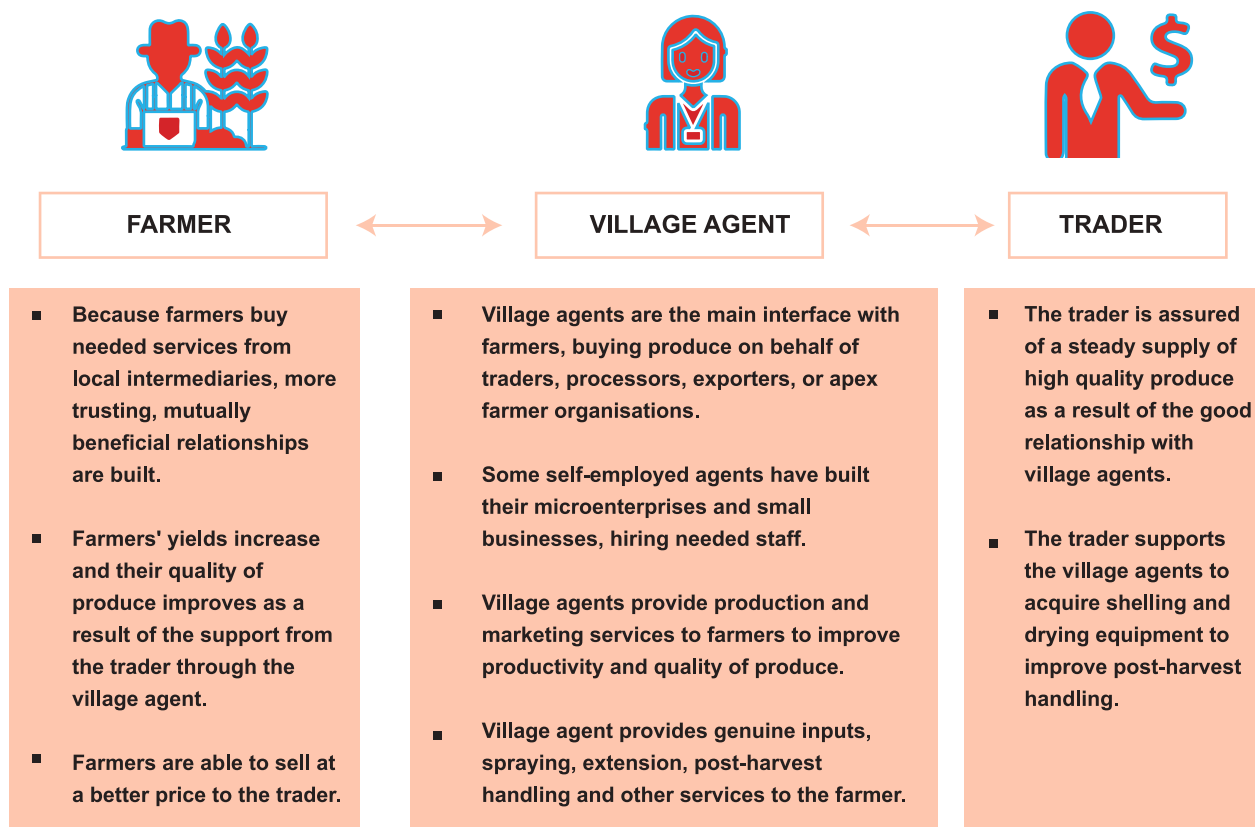 FARMER
VILLAGE AGENT
TRADER
Because farmers buy
needed services from
local intermediaries, more
trusting, mutually
beneficial relationships
are built.
Farmers' yields increase
and their quality of
produce improves as a
result of the support from
the trader through the
village agent.
Farmers are able to sell at
a better price to the trader.
Village agents are the main interface with
farmers, buying produce on behalf of
traders, processors, exporters, or apex
farmer organisations.
Some self-employed agents have built
their microenterprises and small
businesses, hiring needed staff.
Village agents provide production and
marketing services to farmers to improve
productivity and quality of produce.
Village agent provides genuine inputs,
spraying, extension, post-harvest
handling and other services to the farmer.
The trader is assured
of a steady supply of
high quality produce
as a result of the good
relationship with
village agents.
The trader supports
the village agents to
acquire shelling and
drying equipment to
improve post-harvest
handling.